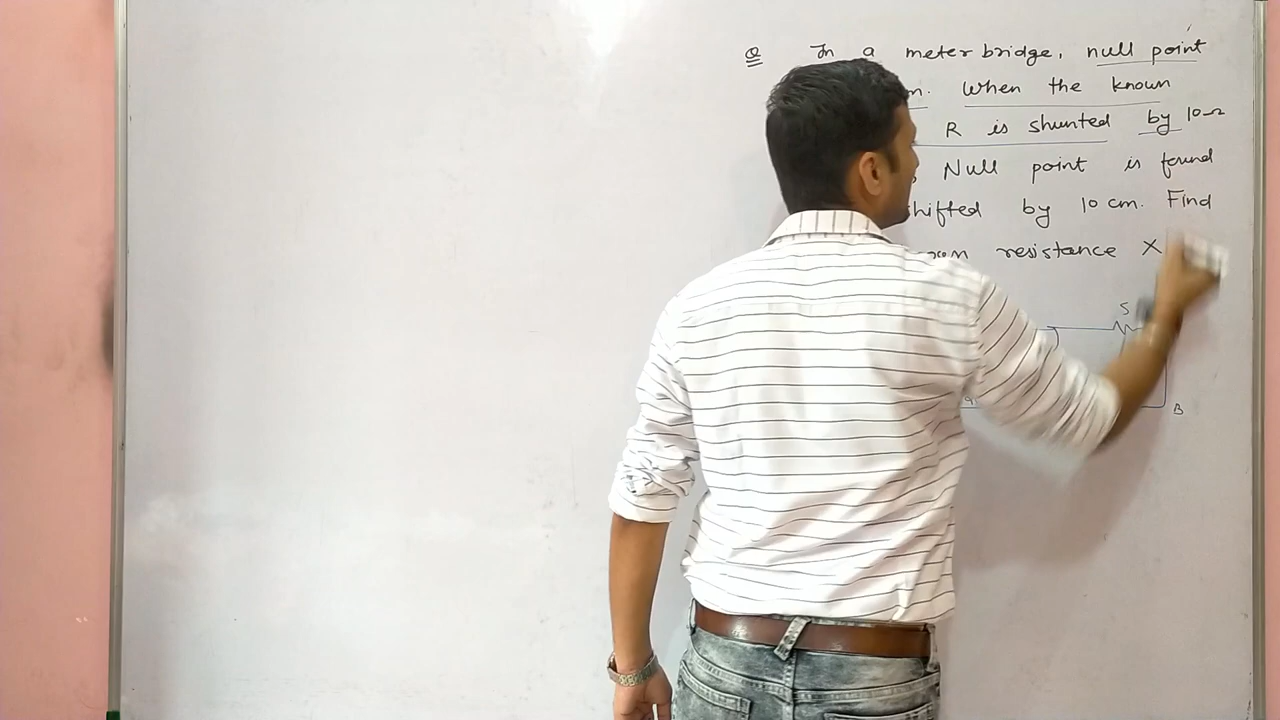 Q In a meter bridge, null point
m. When the known
R is shunted by 10Ω
Null point is found
hifted by 10 cm. Find
resistance X
S
B